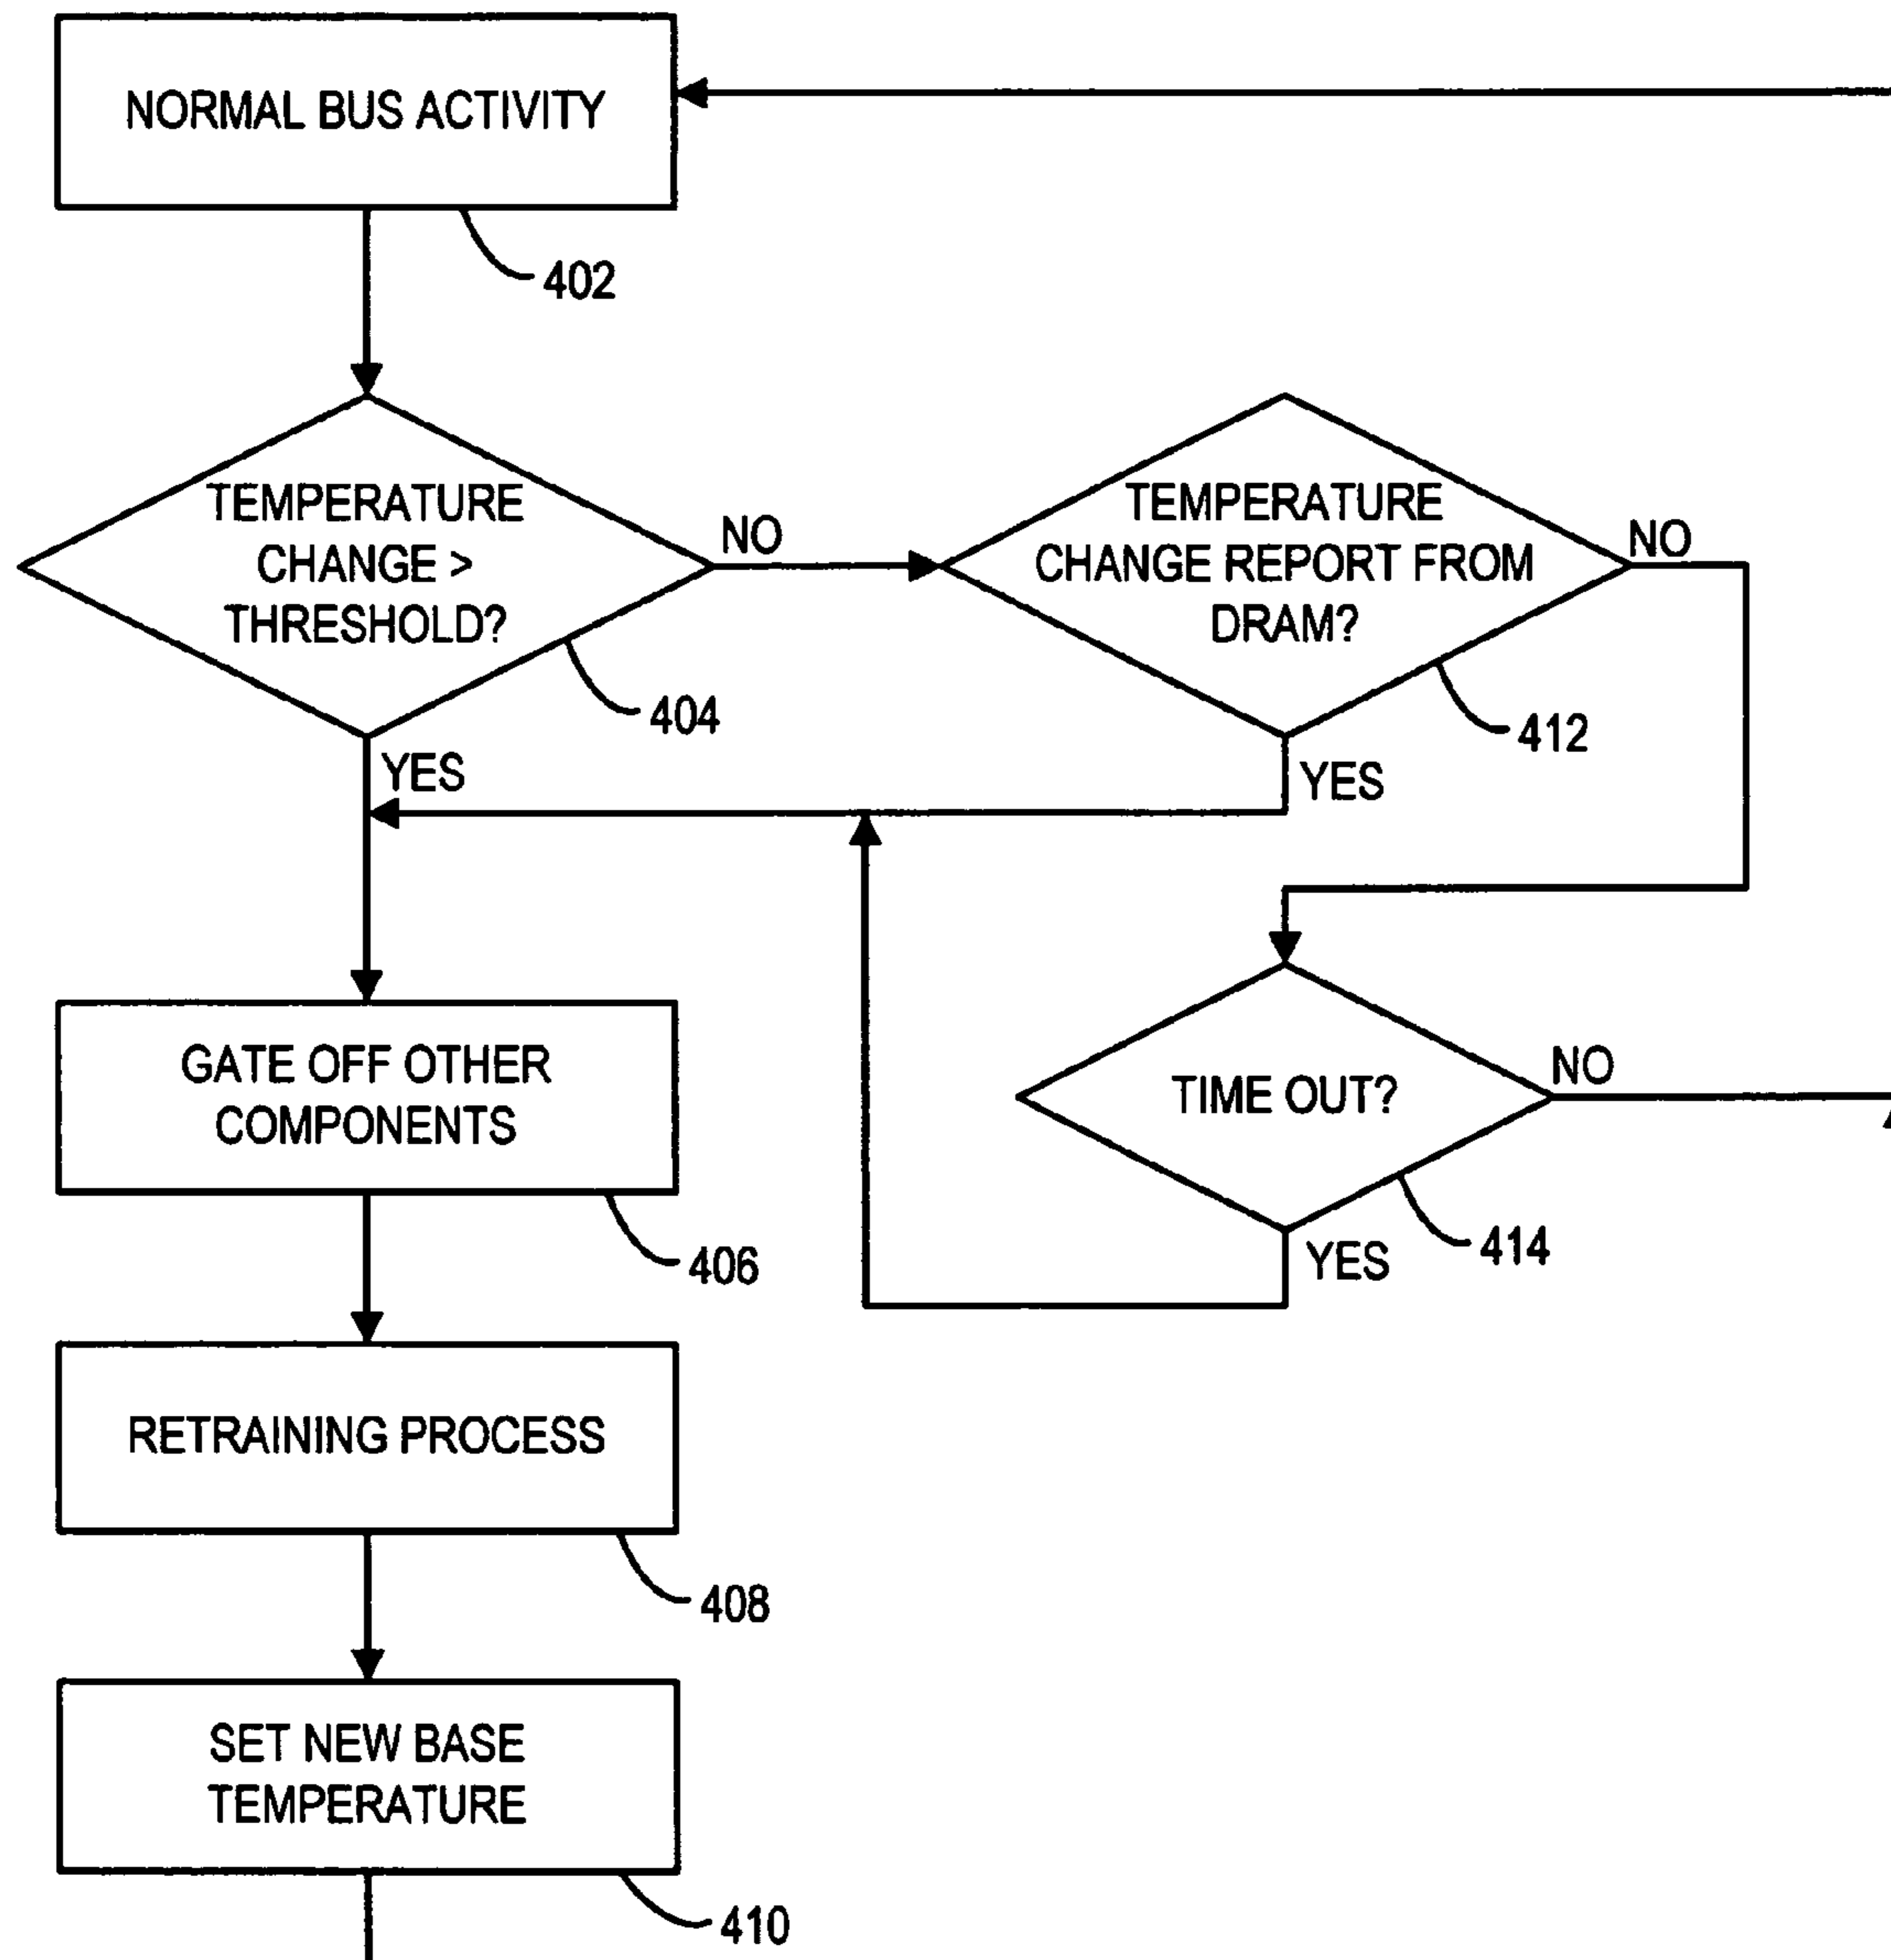 NORMAL BUS ACTIVITY
402
TEMPERATURE
CHANGE >
THRESHOLD?
NO
404
YES
TEMPERATURE
CHANGE REPORT FROM
DRAM?
NO
412
YES
GATE OFF OTHER
COMPONENTS
406
TIME OUT?
NO
414
YES
RETRAINING PROCESS
408
SET NEW BASE
TEMPERATURE
410